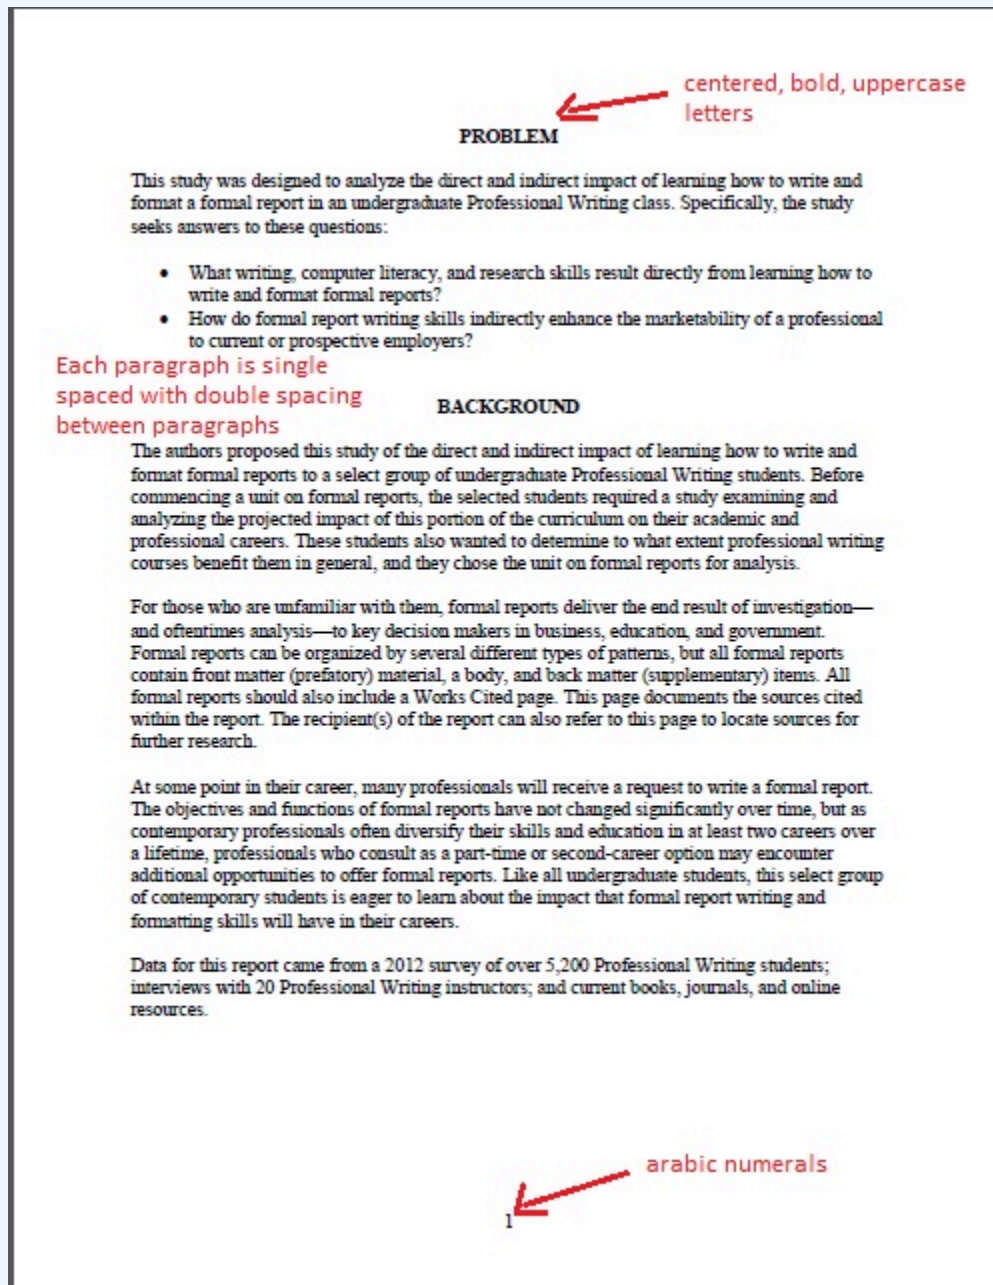 centered, bold, uppercase
letters
PROBLEM
This study was designed to analyze the direct and indirect impact of learning how to write and
format a formal report in an undergraduate Professional Writing class. Specifically, the study
seeks answers to these questions:
• What writing, computer literacy, and research skills result directly from learning how to
write and format formal reports?
• How do formal report writing skills indirectly enhance the marketability of a professional
to current or prospective employers?
Each paragraph is single
spaced with double spacing
between paragraphs
BACKGROUND
The authors proposed this study of the direct and indirect impact of learning how to write and
format formal reports to a select group of undergraduate Professional Writing students. Before
commencing a unit on formal reports, the selected students required a study examining and
analyzing the projected impact of this portion of the curriculum on their academic and
professional careers. These students also wanted to determine to what extent professional writing
courses benefit them in general, and they chose the unit on formal reports for analysis.
For those who are unfamiliar with them, formal reports deliver the end result of investigation—
and oftentimes analysis—to key decision makers in business, education, and government.
Formal reports can be organized by several different types of patterns, but all formal reports
contain front matter (prefatory) material, a body, and back matter (supplementary) items. All
formal reports should also include a Works Cited page. This page documents the sources cited
within the report. The recipient(s) of the report can also refer to this page to locate sources for
further research.
At some point in their career, many professionals will receive a request to write a formal report.
The objectives and functions of formal reports have not changed significantly over time, but as
contemporary professionals often diversify their skills and education in at least two careers over
a lifetime, professionals who consult as a part-time or second-career option may encounter
additional opportunities to offer formal reports. Like all undergraduate students, this select group
of contemporary students is eager to learn about the impact that formal report writing and
formatting skills will have in their careers.
Data for this report came from a 2012 survey of over 5,200 Professional Writing students;
interviews with 20 Professional Writing instructors; and current books, journals, and online
resources.
arabic numerals
1